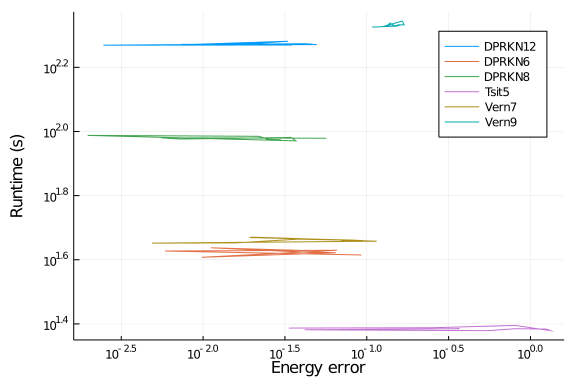 DPRKN12
DPRKN6
DPRKN8
Tsit5
Vern7
Vern9
Runtime (s)
10^2.2
10^2.0
10^1.8
10^1.6
10^1.4
10^-2.5 10^-2.0 10^-1.5 10^-1.0 10^-0.5 10^0.0
Energy error